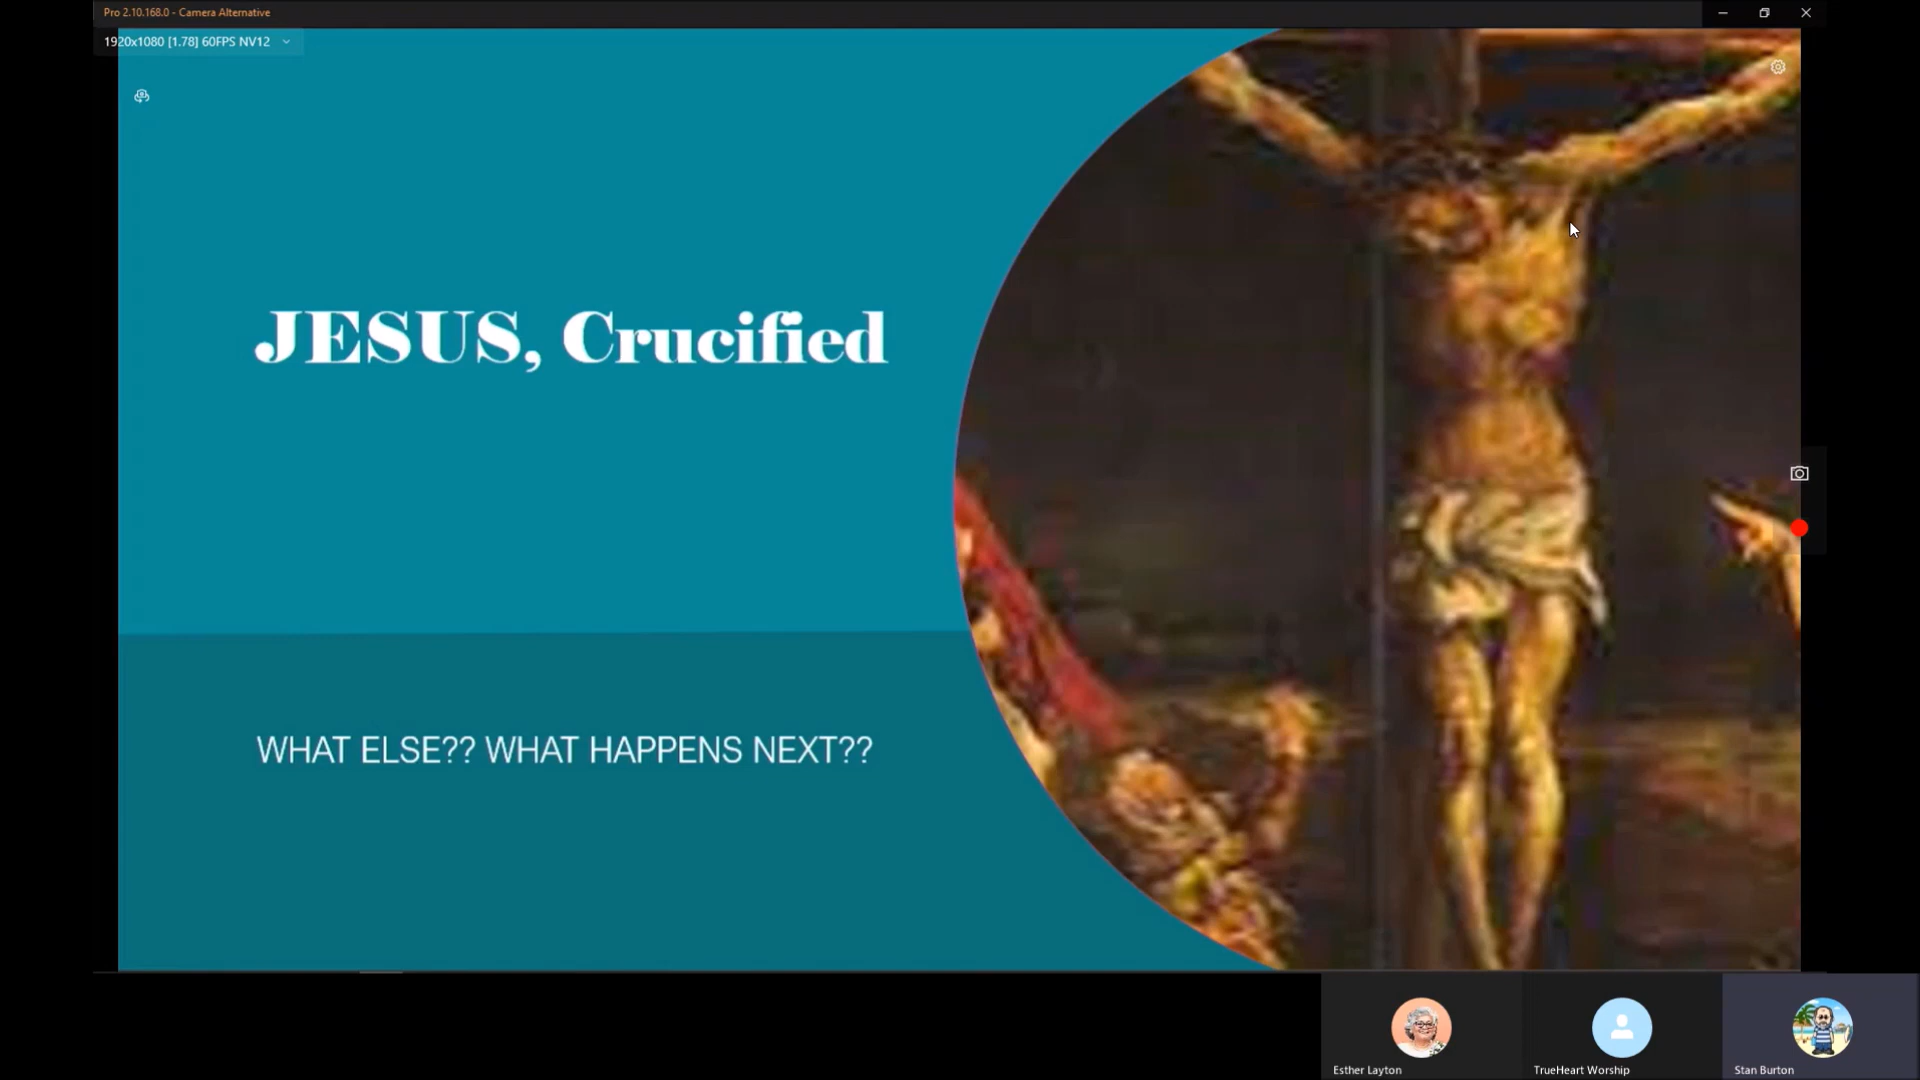 Pro 2.10.168.0 - Camera Alternative
1920x1080 [1.78] 60FPS NV12
JESUS, Crucified
WHAT ELSE?? WHAT HAPPENS NEXT??
Esther Layton
TrueHeart Worship
Stan Burton